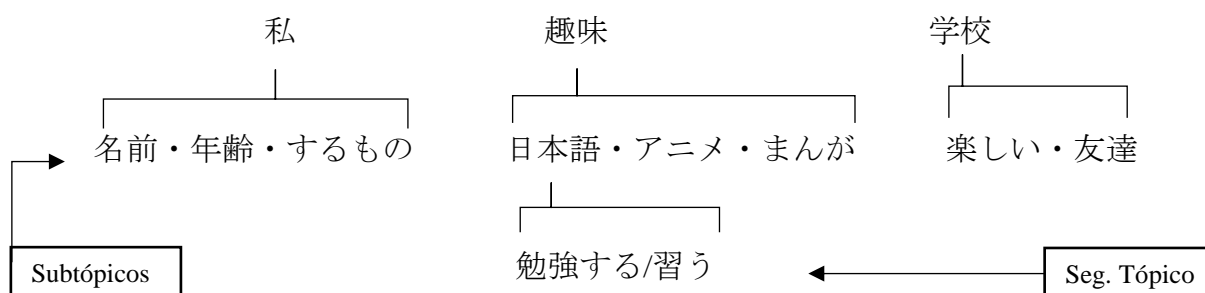 私 趣味 学校
名前・年齢・するもの 日本語・アニメ・まんが 楽しい・友達
Subtópicos 勉強する/習う Seg. Tópico